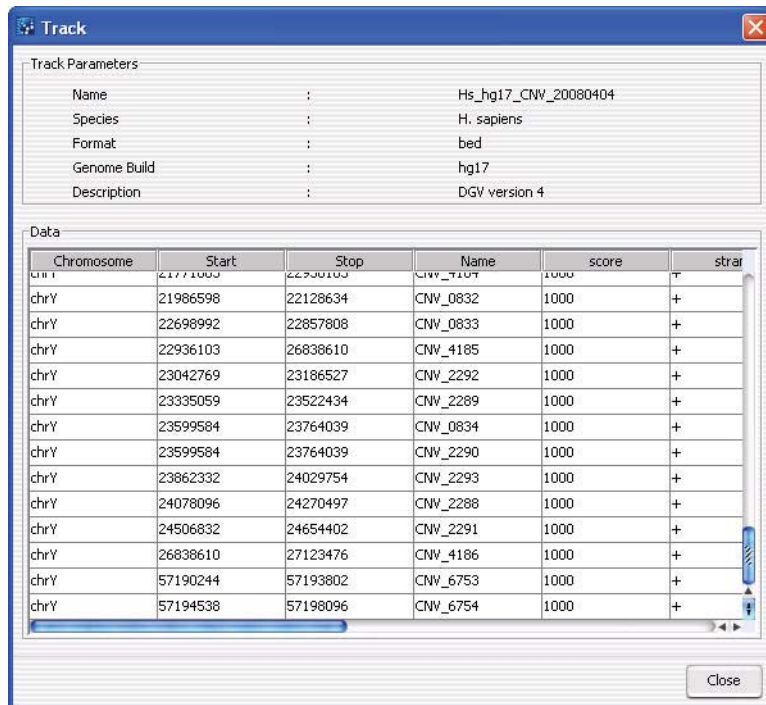 Track
Track Parameters
Name : Hs_hg17_CNV_20080404
Species : H. sapiens
Format : bed
Genome Build : hg17
Description : DGV version 4
Data
Chromosome Start Stop Name score stran
chrY 21986598 22128634 CNV_0832 1000 +
chrY 22698992 22857808 CNV_0833 1000 +
chrY 22936103 26838610 CNV_4185 1000 +
chrY 23042769 23186527 CNV_2292 1000 +
chrY 23335059 23522434 CNV_2289 1000 +
chrY 23599584 23764039 CNV_0834 1000 +
chrY 23599584 23764039 CNV_2290 1000 +
chrY 23862332 24029754 CNV_2293 1000 +
chrY 24078096 24270497 CNV_2288 1000 +
chrY 24506832 24654402 CNV_2291 1000 +
chrY 26838610 27123476 CNV_4186 1000 +
chrY 57190244 57193802 CNV_6753 1000 +
chrY 57194538 57198096 CNV_6754 1000 +
Close